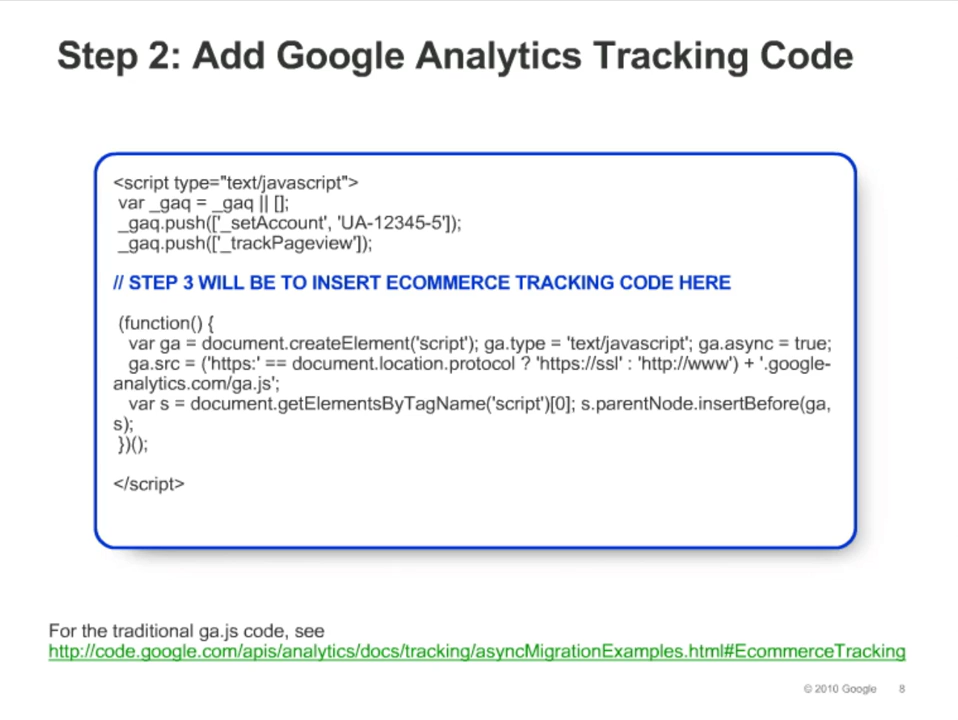 Step 2: Add Google Analytics Tracking Code
<script type="text/javascript">
var _gaq = _gaq || [];
_gaq.push(['_setAccount', 'UA-12345-5']);
_gaq.push(['_trackPageview']);
// STEP 3 WILL BE TO INSERT ECOMMERCE TRACKING CODE HERE
(function() {
var ga = document.createElement('script'); ga.type = 'text/javascript'; ga.async = true;
ga.src = ('https:' == document.location.protocol ? 'https://ssl' : 'http://www') + '.google-
analytics.com/ga.js';
var s = document.getElementsByTagName('script')[0]; s.parentNode.insertBefore(ga,
s);
})();
</script>
For the traditional ga.js code, see
http://code.google.com/apis/analytics/docs/tracking/asyncMigrationExamples.html#EcommerceTracking
© 2010 Google 8